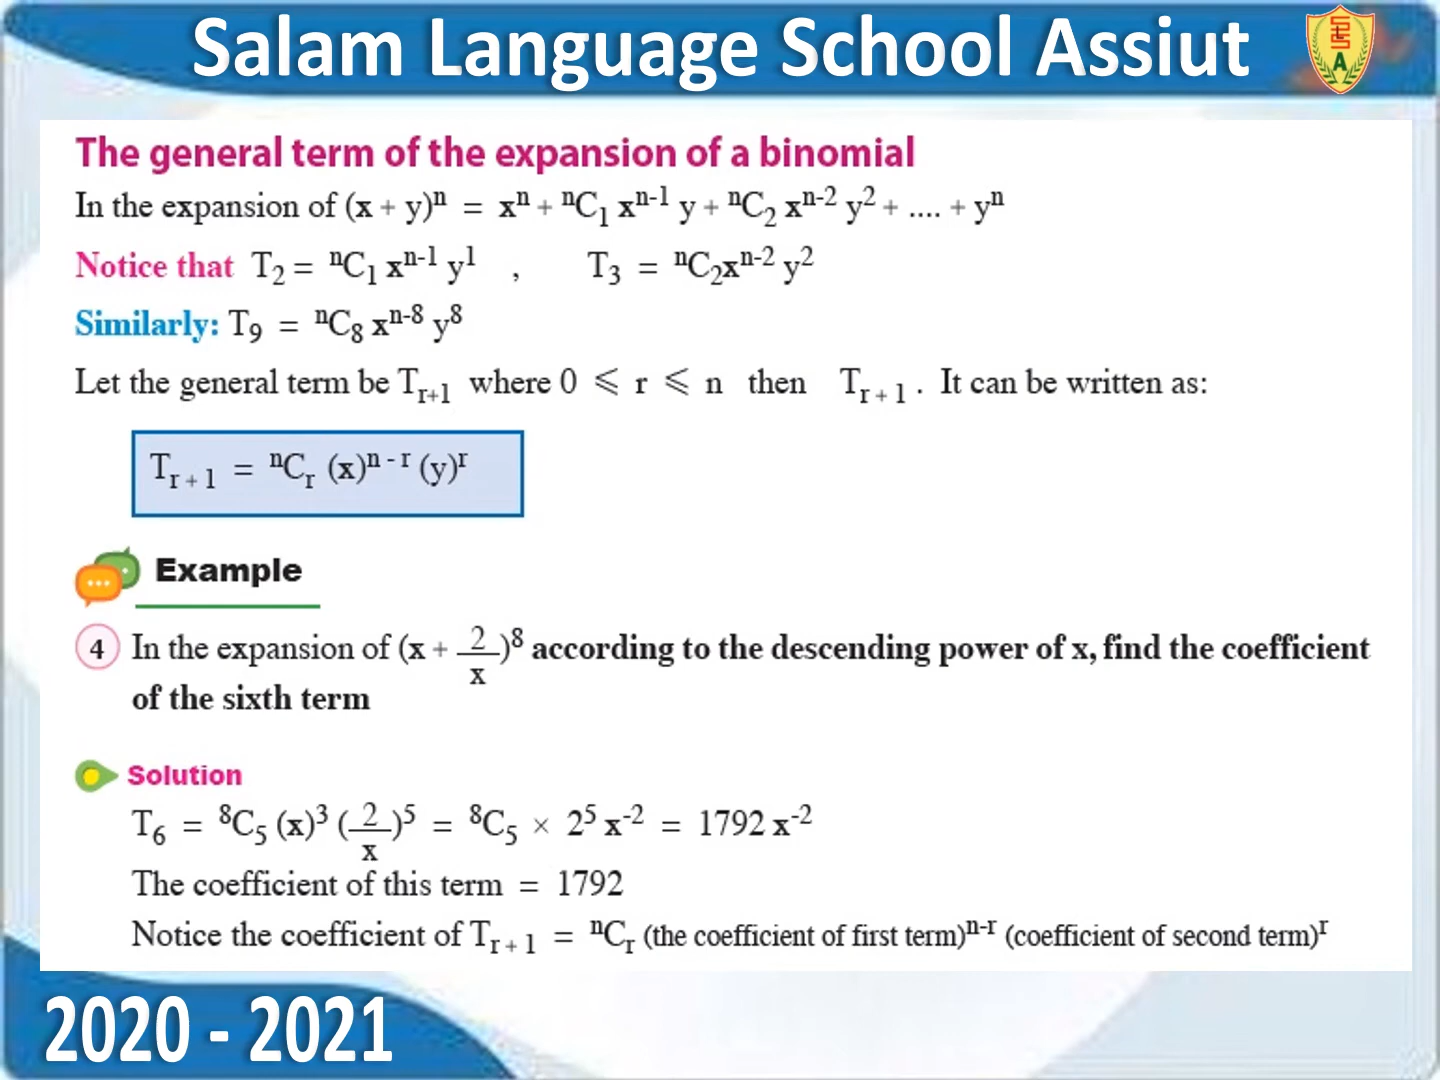 Salam Language School Assiut
The general term of the expansion of a binomial
In the expansion of (x + y)ⁿ = xⁿ + ⁿC₁ xⁿ⁻¹ y + ⁿC₂ xⁿ⁻² y² + .... + yⁿ
Notice that T₂ = ⁿC₁ xⁿ⁻¹ y¹ , T₃ = ⁿC₂xⁿ⁻² y²
Similarly: T₉ = ⁿC₈ xⁿ⁻⁸ y⁸
Let the general term be Tᵣ₊₁ where 0 ⩽ r ⩽ n then Tᵣ ₊ ₁ . It can be written as:
Tᵣ ₊ ₁ = ⁿCᵣ (x)ⁿ ⁻ ʳ (y)ʳ
Example
4 In the expansion of (x + 2/x)⁸ according to the descending power of x, find the coefficient
of the sixth term
Solution
T₆ = ⁸C₅ (x)³ (2/x)⁵ = ⁸C₅ × 2⁵ x⁻² = 1792 x⁻²
The coefficient of this term = 1792
Notice the coefficient of Tᵣ ₊ ₁ = ⁿCᵣ (the coefficient of first term)ⁿ⁻ʳ (coefficient of second term)ʳ
2020 - 2021